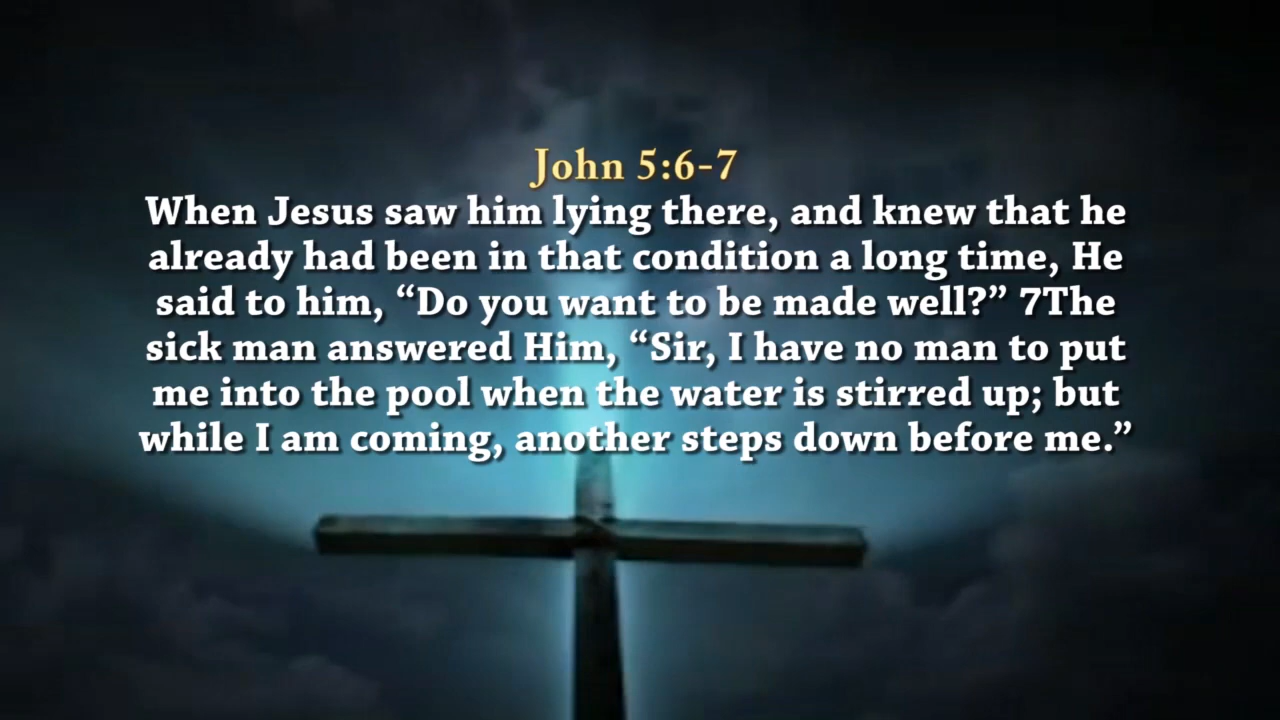 John 5:6-7
When Jesus saw him lying there, and knew that he
already had been in that condition a long time, He
said to him, “Do you want to be made well?” 7The
sick man answered Him, “Sir, I have no man to put
me into the pool when the water is stirred up; but
while I am coming, another steps down before me.”